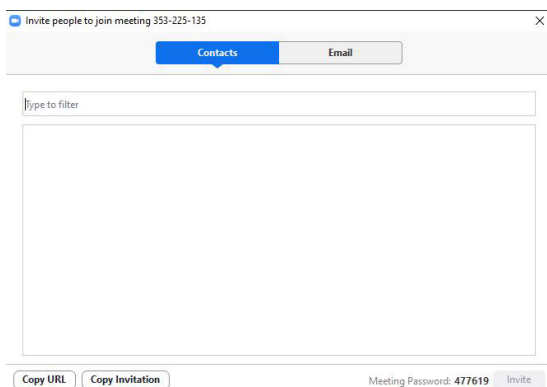 Invite people to join meeting 353-225-135
Contacts Email
Type to filter
Copy URL Copy Invitation Meeting Password: 477619 Invite